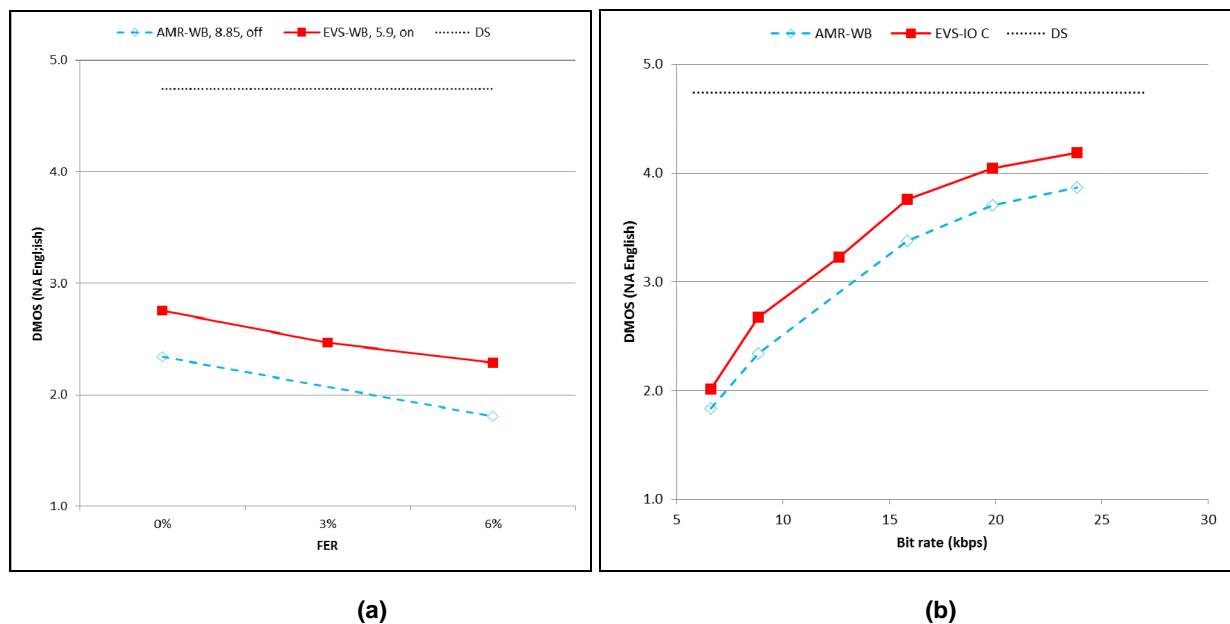 AMR-WB, 8.85, off EVS-WB, 5.9, on DS
5.0
4.0
3.0
2.0
1.0
DMOS (NA Engl;ish)
0% 3% 6%
FER
(a)
AMR-WB EVS-IO C DS
5.0
4.0
3.0
2.0
1.0
DMOS (NA English)
5 10 15 20 25 30
Bit rate (kbps)
(b)